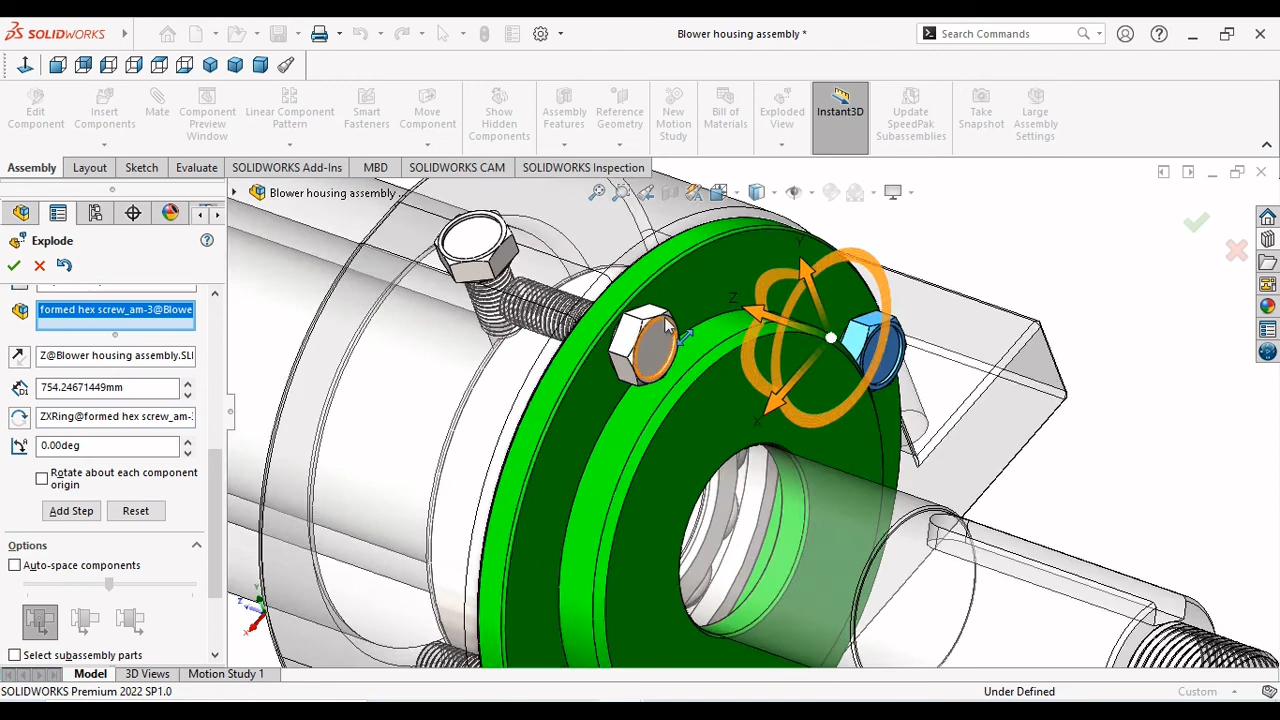 SOLIDWORKS
Blower housing assembly *
Search Commands
Edit Component
Insert Components
Mate
Component Preview Window
Linear Component Pattern
Smart Fasteners
Move Component
Show Hidden Components
Assembly Features
Reference Geometry
New Motion Study
Bill of Materials
Exploded View
Instant3D
Update SpeedPak Subassemblies
Take Snapshot
Large Assembly Settings
Assembly
Layout
Sketch
Evaluate
SOLIDWORKS Add-Ins
MBD
SOLIDWORKS CAM
SOLIDWORKS Inspection
Blower housing assembly ...
Explode
formed hex screw_am-3@Blowe
Z@Blower housing assembly.SL
754.24671449mm
ZXRing@formed hex screw_am-
0.00deg
Rotate about each component origin
Add Step
Reset
Options
Auto-space components
Select subassembly parts
Y
Z
X
Y
Z
X
Model
3D Views
Motion Study 1
SOLIDWORKS Premium 2022 SP1.0
Under Defined
Custom